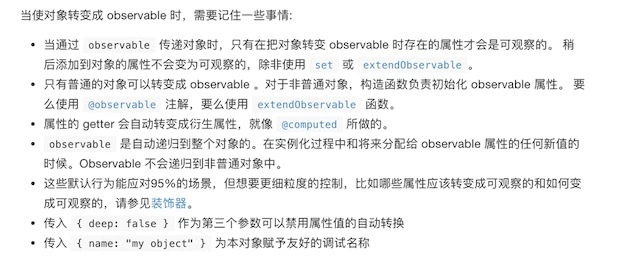 当使对象转变成 observable 时，需要记住一些事情:
• 当通过 observable 传递对象时，只有在把对象转变 observable 时存在的属性才会是可观察的。 稍
后添加到对象的属性不会变为可观察的，除非使用 set 或 extendObservable 。
• 只有普通的对象可以转变成 observable 。对于非普通对象，构造函数负责初始化 observable 属性。 要
么使用 @observable 注解，要么使用 extendObservable 函数。
• 属性的 getter 会自动转变成衍生属性，就像 @computed 所做的。
• observable 是自动递归到整个对象的。在实例化过程中和将来分配给 observable 属性的任何新值的
时候。Observable 不会递归到非普通对象中。
• 这些默认行为能应对95%的场景，但想要更细粒度的控制，比如哪些属性应该转变成可观察的和如何变
成可观察的，请参见装饰器。
• 传入 { deep: false } 作为第三个参数可以禁用属性值的自动转换
• 传入 { name: "my object" } 为本对象赋予友好的调试名称